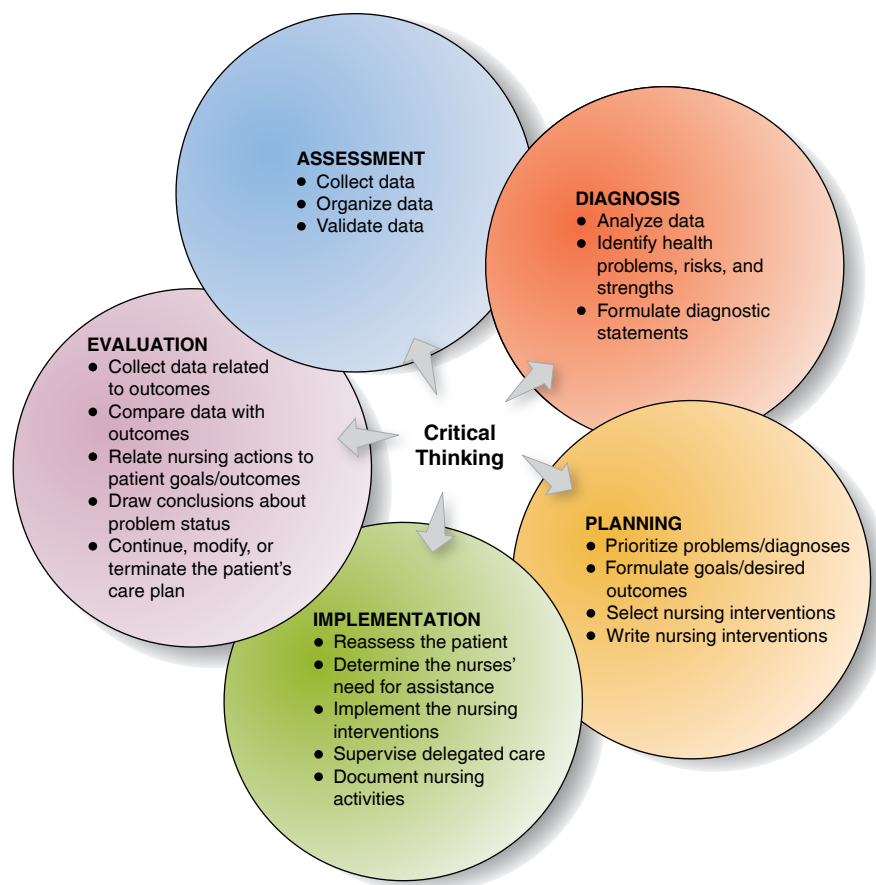 ASSESSMENT
● Collect data
● Organize data
● Validate data
DIAGNOSIS
● Analyze data
● Identify health
problems, risks, and
strengths
● Formulate diagnostic
statements
PLANNING
● Prioritize problems/diagnoses
● Formulate goals/desired
outcomes
● Select nursing interventions
● Write nursing interventions
IMPLEMENTATION
● Reassess the patient
● Determine the nurses’
need for assistance
● Implement the nursing
interventions
● Supervise delegated care
● Document nursing
activities
EVALUATION
● Collect data related
to outcomes
● Compare data with
outcomes
● Relate nursing actions to
patient goals/outcomes
● Draw conclusions about
problem status
● Continue, modify, or
terminate the patient’s
care plan
Critical
Thinking